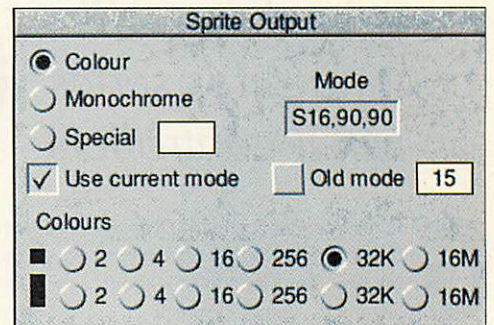 Sprite Output
Colour
Monochrome
Special
Mode
S16,90,90
Use current mode
Old mode 15
Colours
2 4 16 256 32K 16M
2 4 16 256 32K 16M